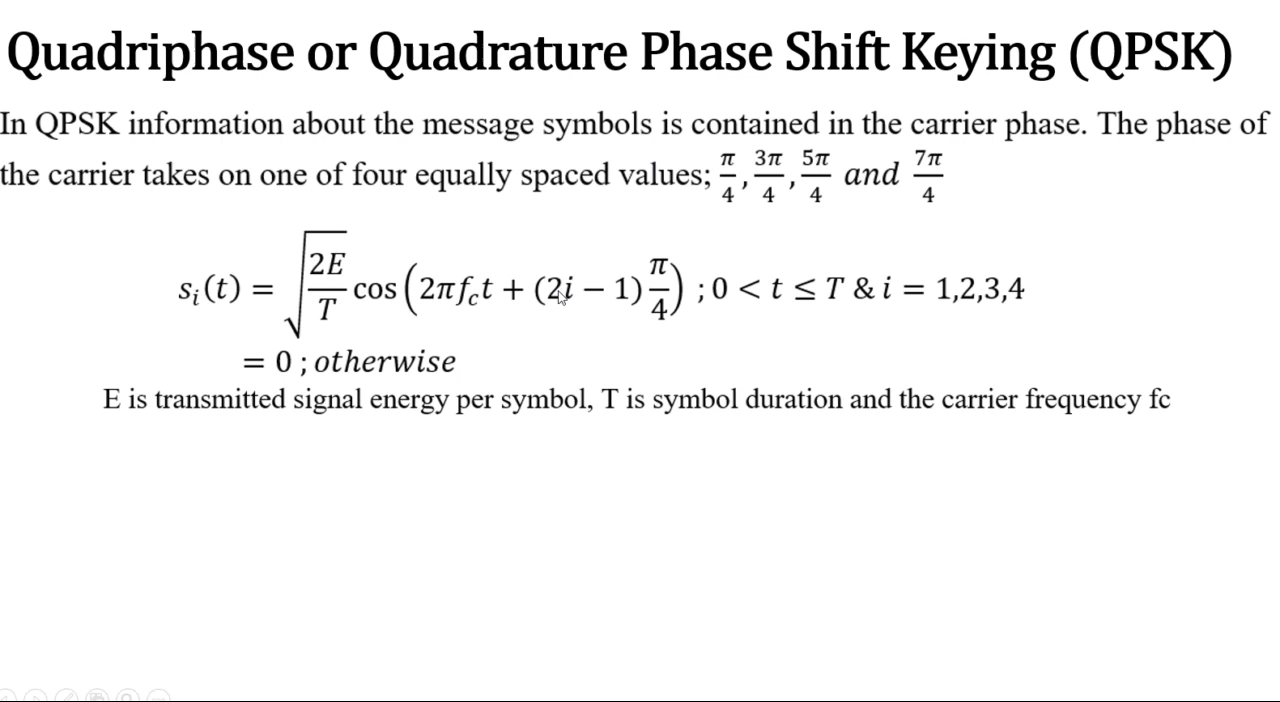 Quadriphase or Quadrature Phase Shift Keying (QPSK)
In QPSK information about the message symbols is contained in the carrier phase. The phase of
the carrier takes on one of four equally spaced values; π/4, 3π/4, 5π/4 and 7π/4
sᵢ(t) = √(2E/T) cos(2πf_c t + (2i − 1)π/4) ; 0 < t ≤ T & i = 1,2,3,4
= 0 ; otherwise
E is transmitted signal energy per symbol, T is symbol duration and the carrier frequency fc